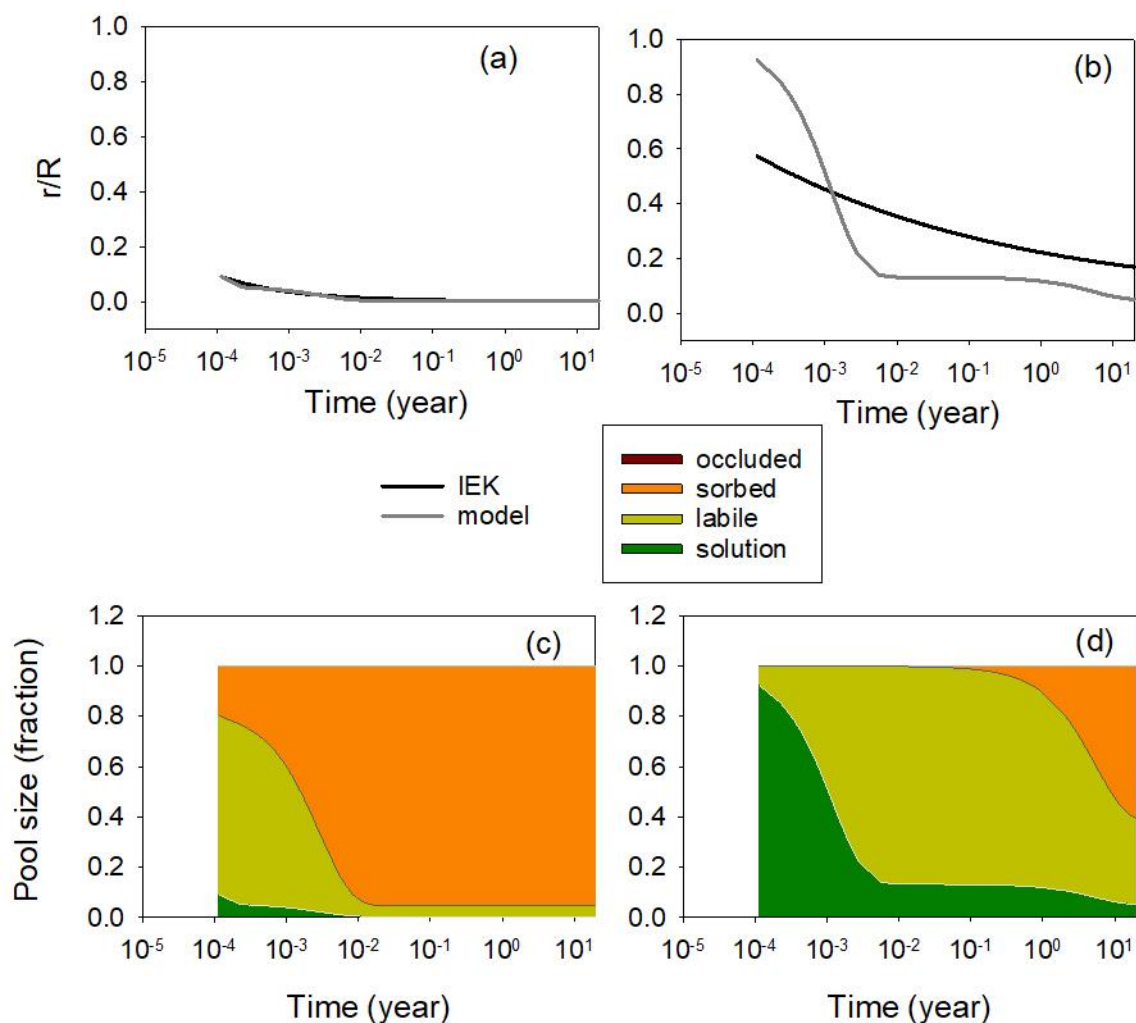 (a)
(b)
r/R
1.0
0.8
0.6
0.4
0.2
0.0
1.0
0.8
0.6
0.4
0.2
0.0
10⁻⁵ 10⁻⁴ 10⁻³ 10⁻² 10⁻¹ 10⁰ 10¹
10⁻⁵ 10⁻⁴ 10⁻³ 10⁻² 10⁻¹ 10⁰ 10¹
Time (year)
Time (year)
IEK
model
occluded
sorbed
labile
solution
(c)
(d)
Pool size (fraction)
1.2
1.0
0.8
0.6
0.4
0.2
0.0
1.2
1.0
0.8
0.6
0.4
0.2
0.0
10⁻⁵ 10⁻⁴ 10⁻³ 10⁻² 10⁻¹ 10⁰ 10¹
10⁻⁵ 10⁻⁴ 10⁻³ 10⁻² 10⁻¹ 10⁰ 10¹
Time (year)
Time (year)